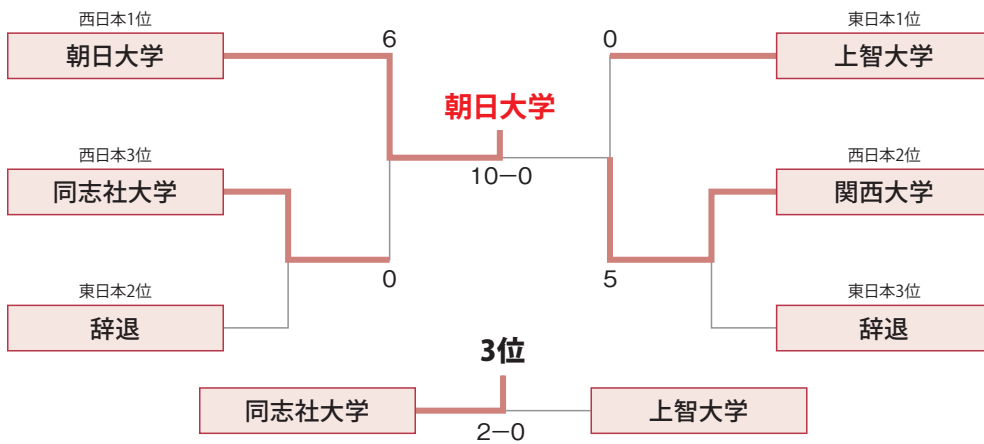 西日本1位
朝日大学
6
0
東日本1位
上智大学
朝日大学
10−0
西日本3位
同志社大学
西日本2位
関西大学
0
5
東日本2位
辞退
東日本3位
辞退
3位
同志社大学
上智大学
2−0